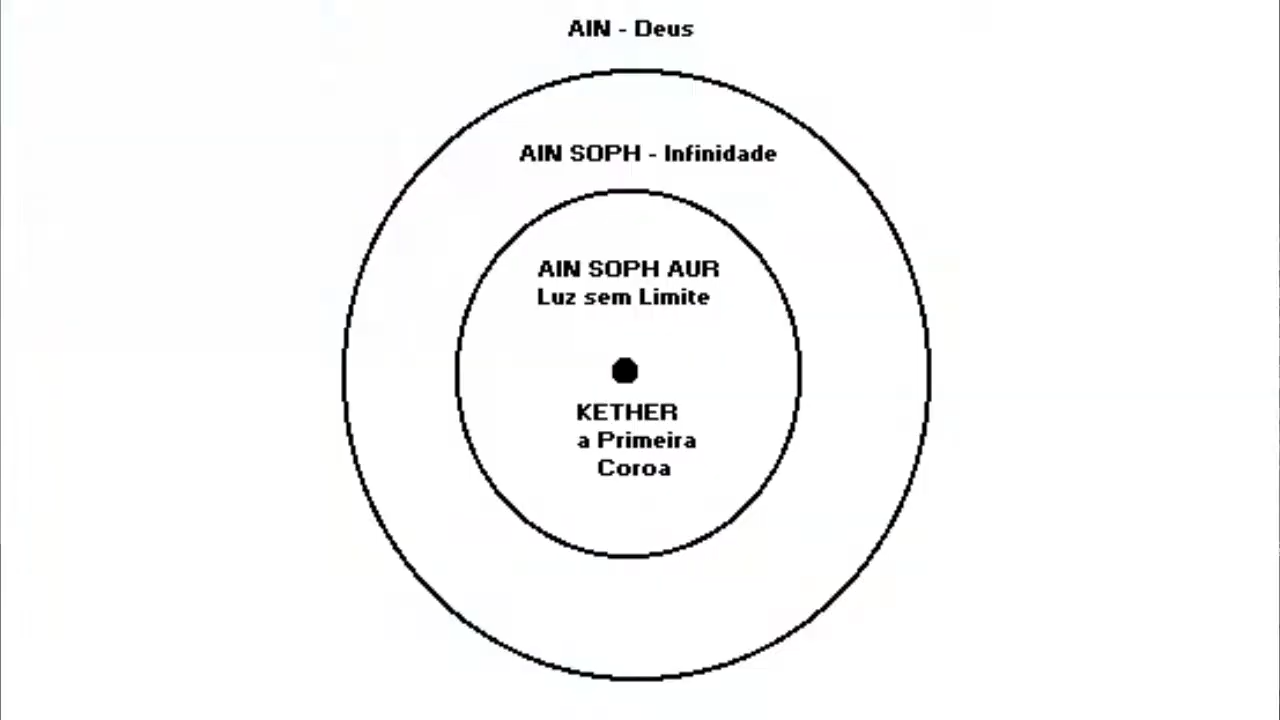 AIN - Deus
AIN SOPH - Infinidade
AIN SOPH AUR
Luz sem Limite
KETHER
a Primeira
Coroa